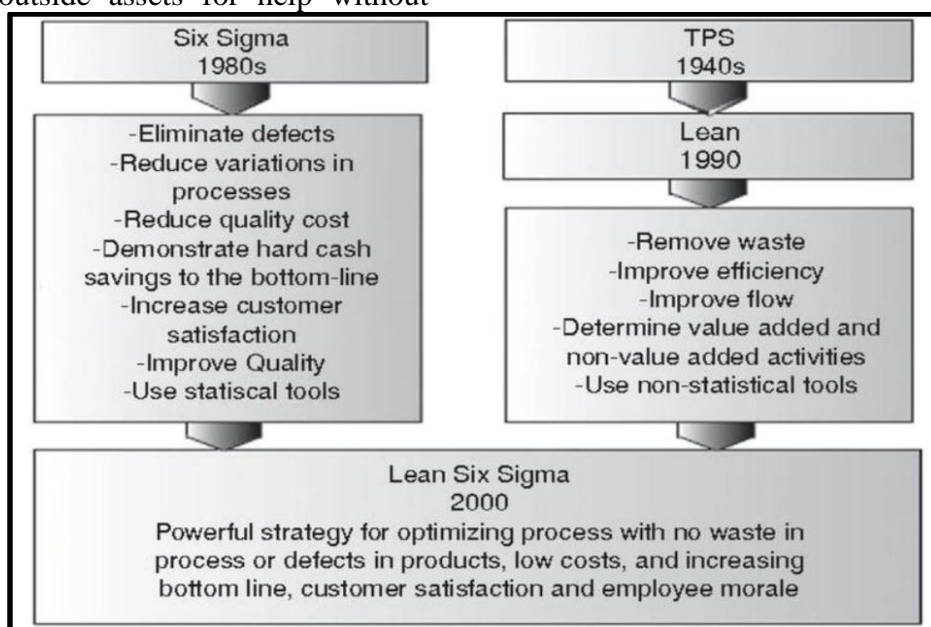 outside assets for help without
Six Sigma
1980s
-Eliminate defects
-Reduce variations in
processes
-Reduce quality cost
-Demonstrate hard cash
savings to the bottom-line
-Increase customer
satisfaction
-Improve Quality
-Use statiscal tools
TPS
1940s
Lean
1990
-Remove waste
-Improve efficiency
-Improve flow
-Determine value added and
non-value added activities
-Use non-statistical tools
Lean Six Sigma
2000
Powerful strategy for optimizing process with no waste in
process or defects in products, low costs, and increasing
bottom line, customer satisfaction and employee morale